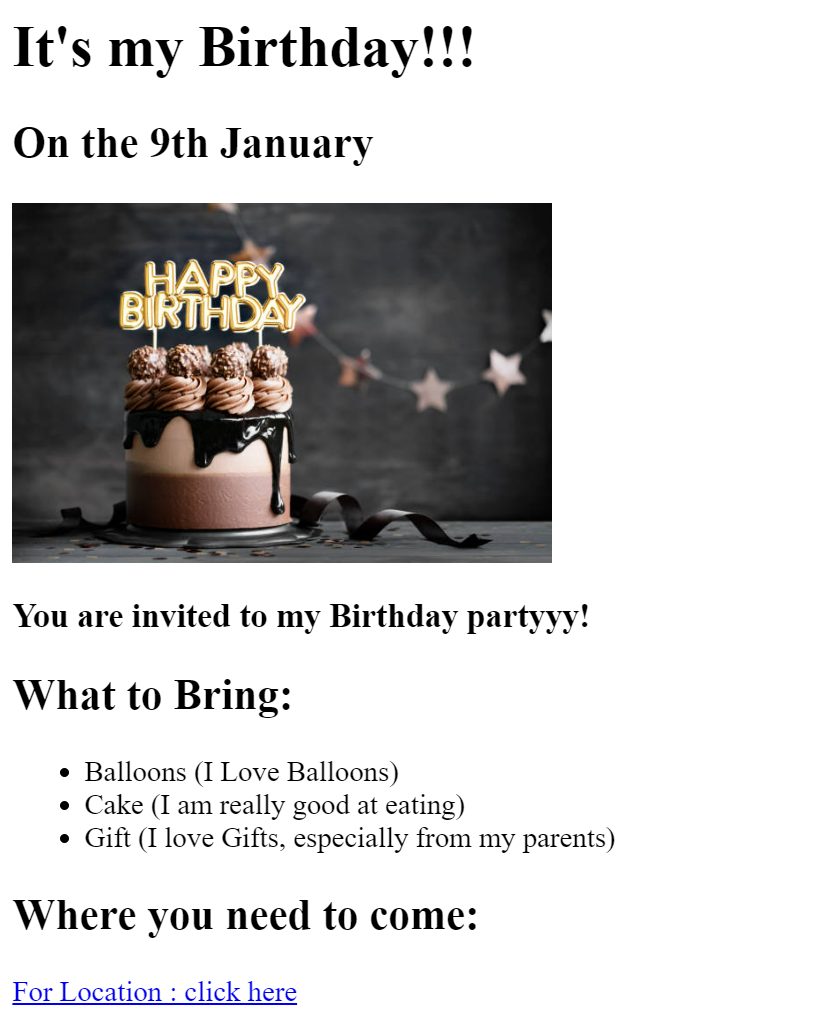 It's my Birthday!!!
On the 9th January
HAPPY
BIRTHDAY
You are invited to my Birthday partyyy!
What to Bring:
Balloons (I Love Balloons)
Cake (I am really good at eating)
Gift (I love Gifts, especially from my parents)
Where you need to come:
For Location : click here